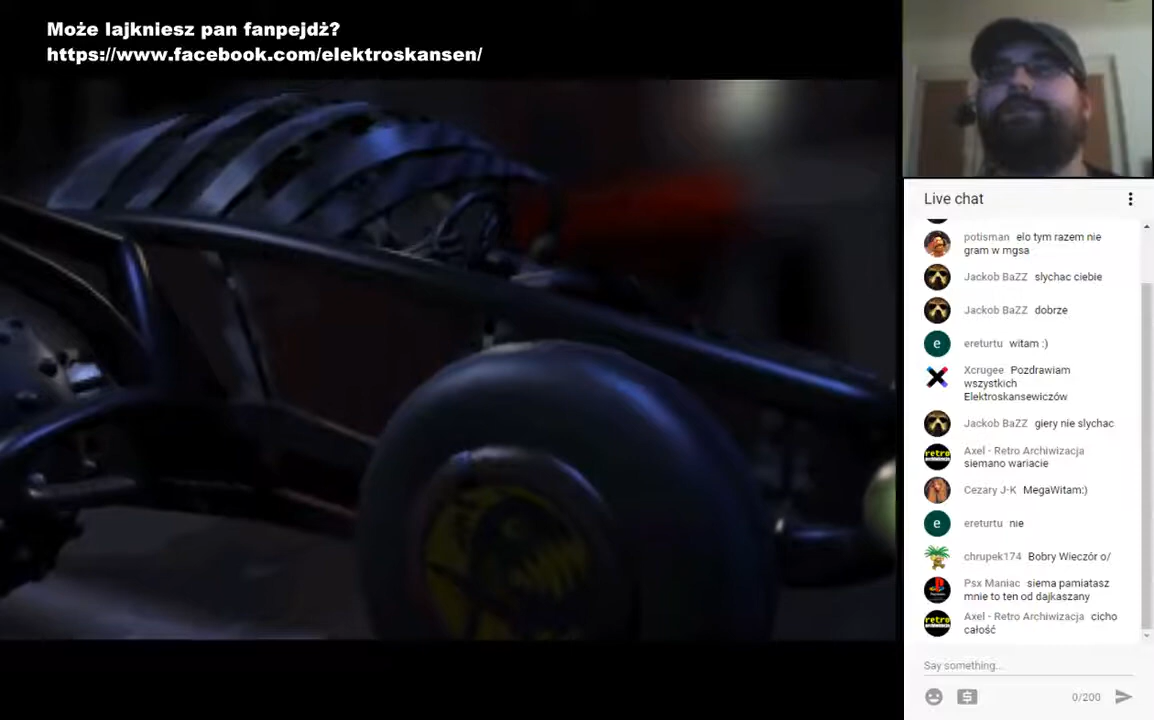 Może lajkniesz pan fanpejdż?
https://www.facebook.com/elektroskansen/
Live chat
potisman elo tym razem nie
gram w mgsa
Jackob BaZZ slychac ciebie
Jackob BaZZ dobrze
e
ereturtu witam :)
Xcrugee Pozdrawiam
wszystkich
Elektroskansewiczów
Jackob BaZZ giery nie slychac
retro
Axel - Retro Archiwizacja
siemano wariacie
Cezary J-K MegaWitam:)
e
ereturtu nie
chrupek174 Bobry Wieczór o/
Psx Maniac siema pamiatasz
mnie to ten od dajkaszany
retro
Axel - Retro Archiwizacja cicho
całość
Say something...
0/200